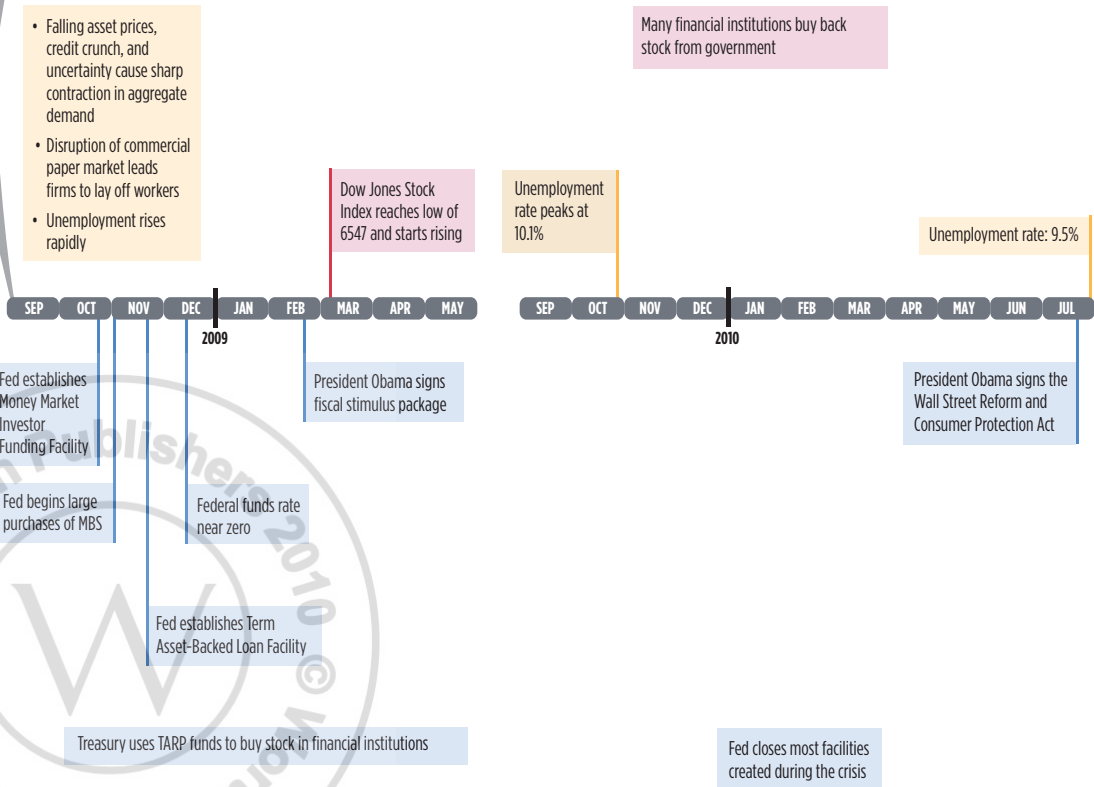 • Falling asset prices,
credit crunch, and
uncertainty cause sharp
contraction in aggregate
demand
• Disruption of commercial
paper market leads
firms to lay off workers
• Unemployment rises
rapidly
Many financial institutions buy back
stock from government
Dow Jones Stock
Index reaches low of
6547 and starts rising
Unemployment
rate peaks at
10.1%
Unemployment rate: 9.5%
SEP OCT NOV DEC JAN FEB MAR APR MAY
2009
SEP OCT NOV DEC JAN FEB MAR APR MAY JUN JUL
2010
Fed establishes
Money Market
Investor
Funding Facility
President Obama signs
fiscal stimulus package
President Obama signs the
Wall Street Reform and
Consumer Protection Act
Fed begins large
purchases of MBS
Federal funds rate
near zero
Fed establishes Term
Asset-Backed Loan Facility
Treasury uses TARP funds to buy stock in financial institutions
Fed closes most facilities
created during the crisis
Publishers 2010 ©
W